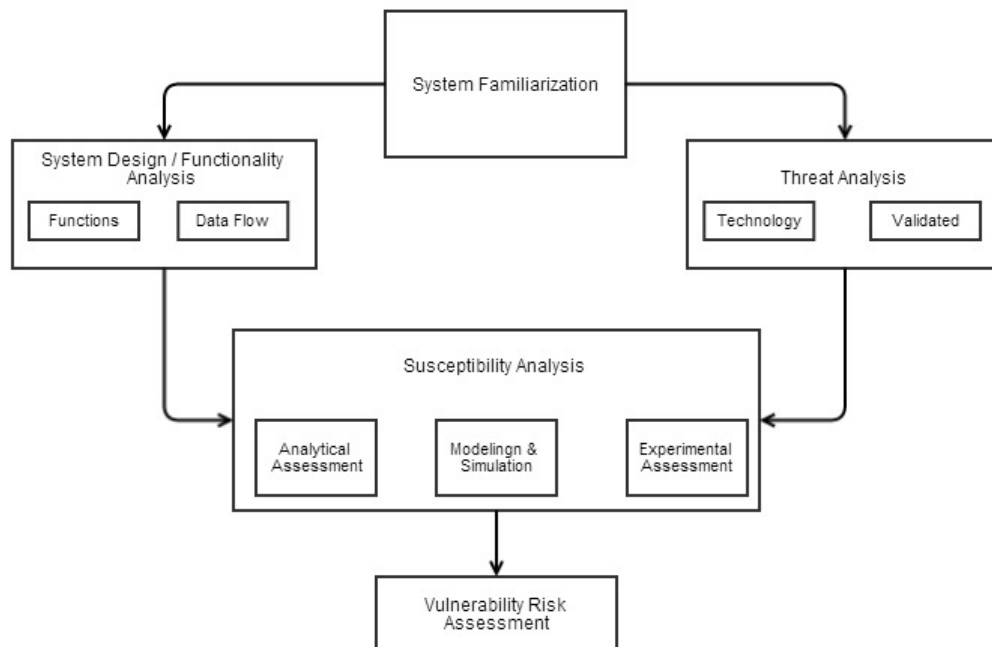 System Familiarization
System Design / Functionality
Analysis
Functions
Data Flow
Threat Analysis
Technology
Validated
Susceptibility Analysis
Analytical
Assessment
Modelingn &
Simulation
Experimental
Assessment
Vulnerability Risk
Assessment